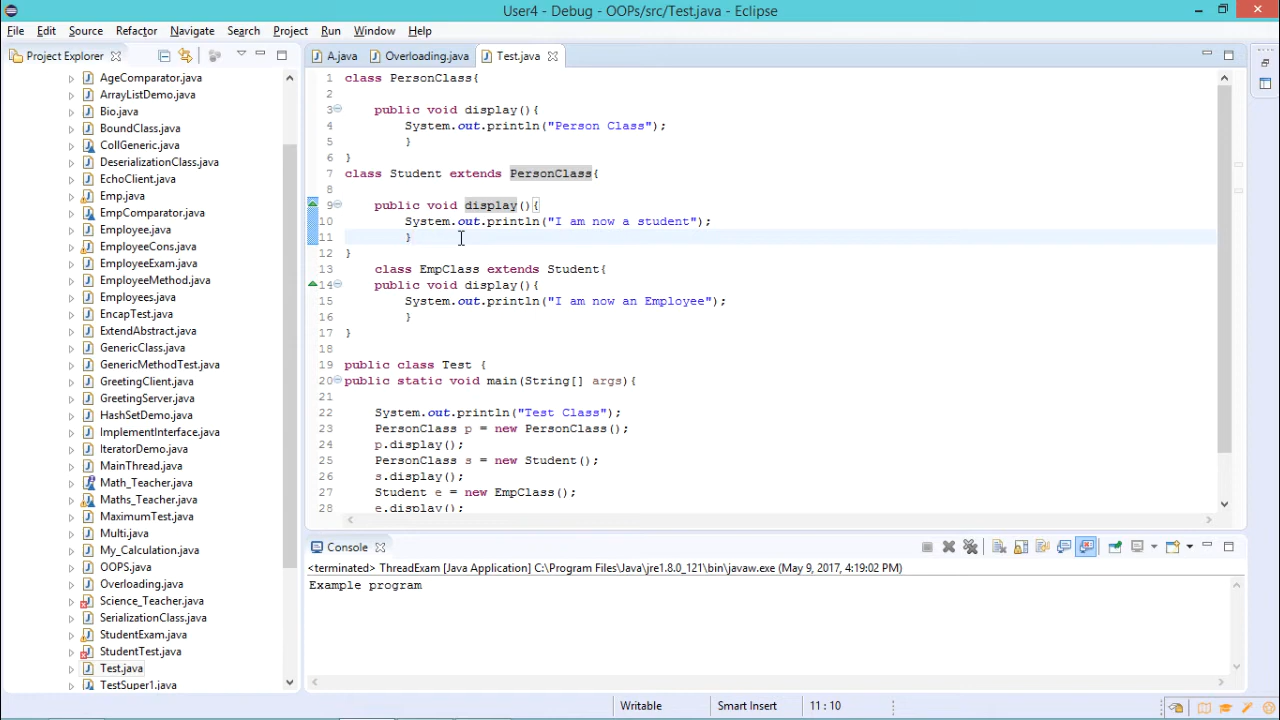 User4 - Debug - OOPs/src/Test.java - Eclipse
File Edit Source Refactor Navigate Search Project Run Window Help
Project Explorer
AgeComparator.java
ArrayListDemo.java
Bio.java
BoundClass.java
CollGeneric.java
DeserializationClass.java
EchoClient.java
Emp.java
EmpComparator.java
Employee.java
EmployeeCons.java
EmployeeExam.java
EmployeeMethod.java
Employees.java
EncapTest.java
ExtendAbstract.java
GenericClass.java
GenericMethodTest.java
GreetingClient.java
GreetingServer.java
HashSetDemo.java
ImplementInterface.java
IteratorDemo.java
MainThread.java
Math_Teacher.java
Maths_Teacher.java
MaximumTest.java
Multi.java
My_Calculation.java
OOPS.java
Overloading.java
Science_Teacher.java
SerializationClass.java
StudentExam.java
StudentTest.java
Test.java
TestSuper1.java
A.java Overloading.java Test.java
1 class PersonClass{
2
3 public void display(){
4 System.out.println("Person Class");
5 }
6 }
7 class Student extends PersonClass{
8
9 public void display(){
10 System.out.println("I am now a student");
11 }
12 }
13 class EmpClass extends Student{
14 public void display(){
15 System.out.println("I am now an Employee");
16 }
17 }
18
19 public class Test {
20 public static void main(String[] args){
21
22 System.out.println("Test Class");
23 PersonClass p = new PersonClass();
24 p.display();
25 PersonClass s = new Student();
26 s.display();
27 Student e = new EmpClass();
28 e.display();
Console
<terminated> ThreadExam [Java Application] C:\Program Files\Java\jre1.8.0_121\bin\javaw.exe (May 9, 2017, 4:19:02 PM)
Example program
Writable Smart Insert 11 : 10